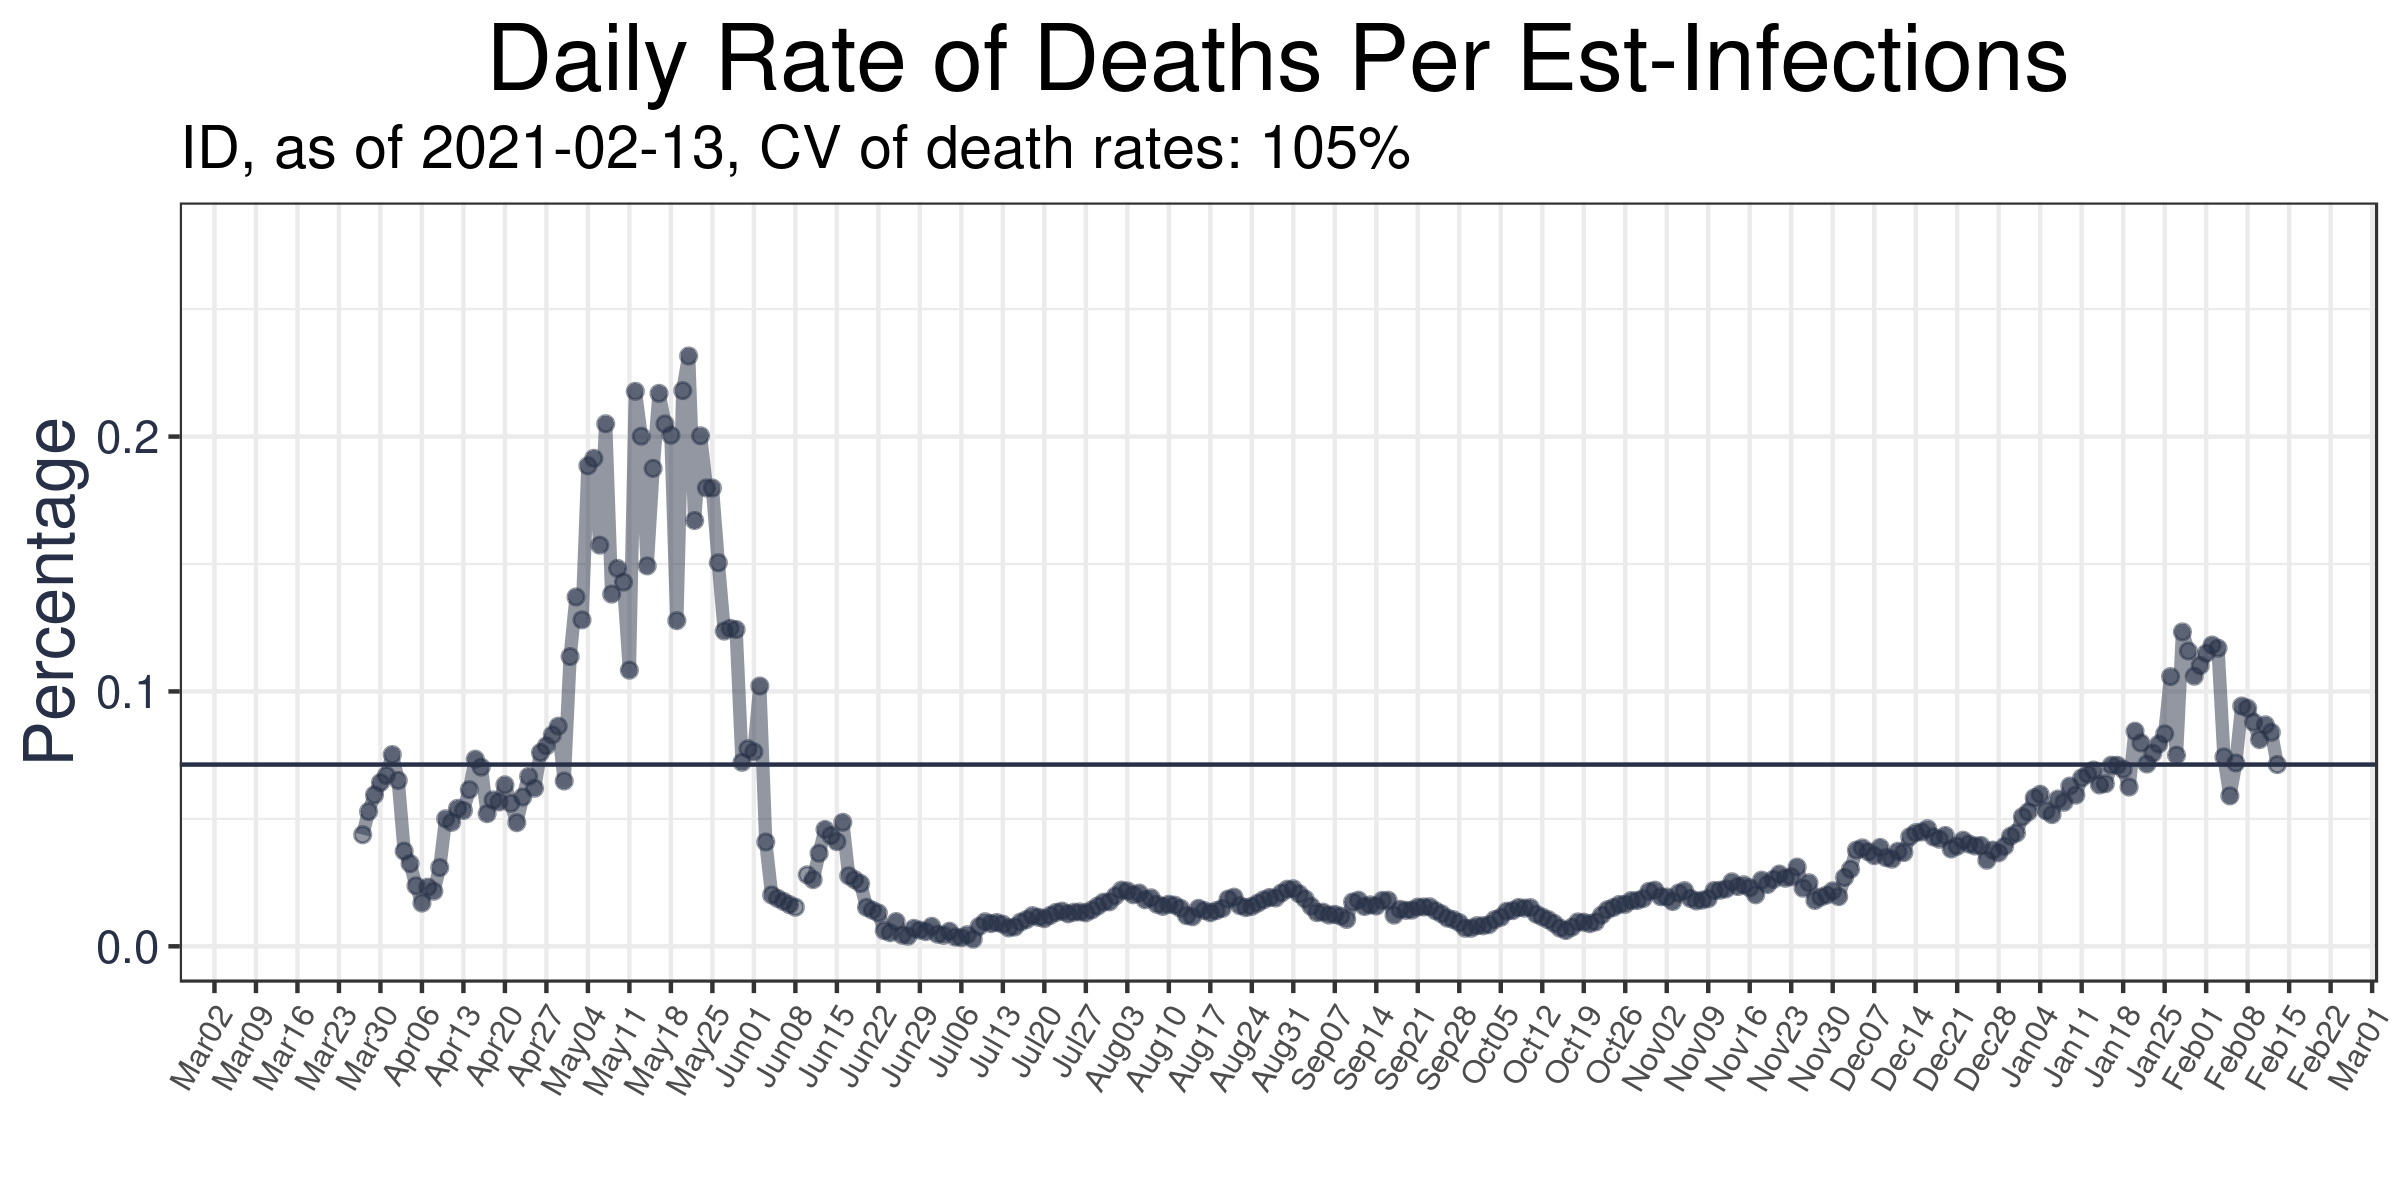 Daily Rate of Deaths Per Est-Infections
ID, as of 2021-02-13, CV of death rates: 105%
Percentage
0.2
0.1
0.0
Mar02 Mar09 Mar16 Mar23 Mar30 Apr06 Apr13 Apr20 Apr27 May04 May11 May18 May25 Jun01 Jun08 Jun15 Jun22 Jun29 Jul06 Jul13 Jul20 Jul27 Aug03 Aug10 Aug17 Aug24 Aug31 Sep07 Sep14 Sep21 Sep28 Oct05 Oct12 Oct19 Oct26 Nov02 Nov09 Nov16 Nov23 Nov30 Dec07 Dec14 Dec21 Dec28 Jan04 Jan11 Jan18 Jan25 Feb01 Feb08 Feb15 Feb22 Mar01